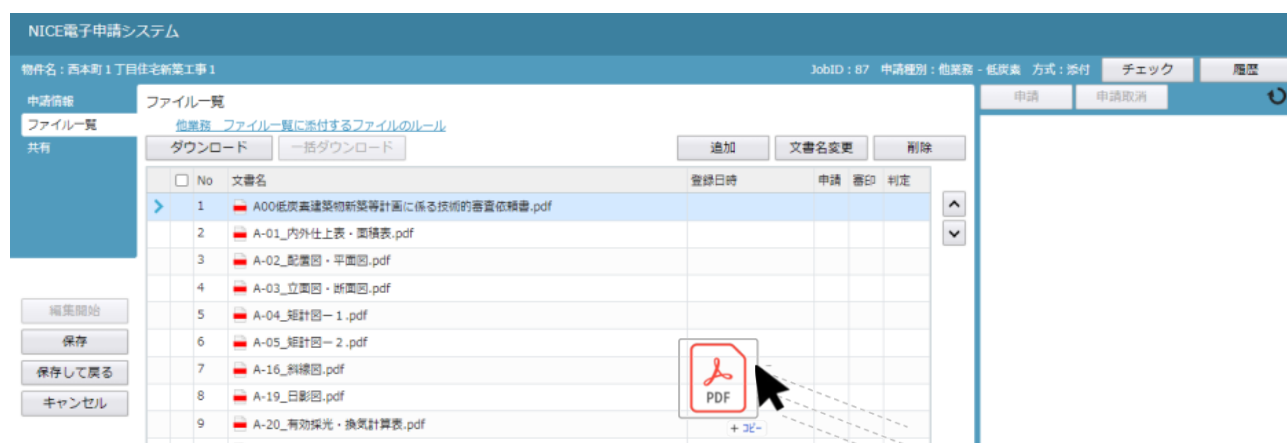 NICE電子申請システム
物件名：西本町1丁目住宅新築工事1
JobID：87 申請種別：他業務 - 低炭素 方式：添付 チェック 履歴
申請情報 ファイル一覧 申請 申請取消
ファイル一覧 他業務 ファイル一覧に添付するファイルのルール
共有 ダウンロード 一括ダウンロード 追加 文書名変更 削除
No 文書名 登録日時 申請 審印 判定
1 A00低炭素建築物新築等計画に係る技術的審査依頼書.pdf
2 A-01_内外仕上表・面積表.pdf
3 A-02_配置図・平面図.pdf
4 A-03_立面図・断面図.pdf
編集開始 5 A-04_矩計図ー1.pdf
保存 6 A-05_矩計図ー2.pdf
保存して戻る 7 A-16_斜線図.pdf
キャンセル 8 A-19_日影図.pdf
PDF
9 A-20_有効採光・換気計算表.pdf
+ コピー